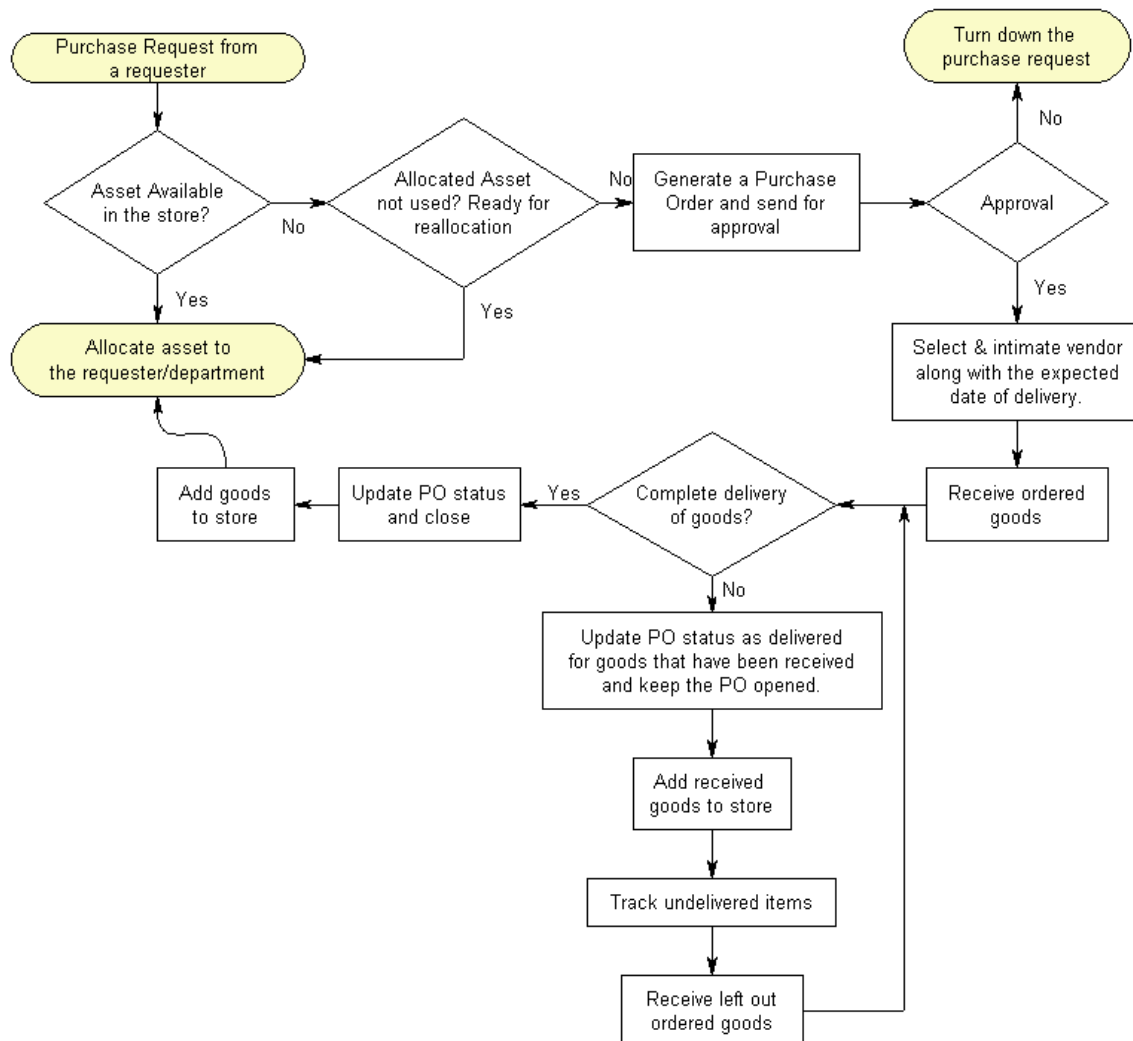 Purchase Request from
a requester
Turn down the
purchase request
No
Asset Available
in the store?
No
Allocated Asset
not used? Ready for
reallocation
No
Generate a Purchase
Order and send for
approval
Approval
Yes
Yes
Yes
Allocate asset to
the requester/department
Select & intimate vendor
along with the expected
date of delivery.
Add goods
to store
Update PO status
and close
Yes
Complete delivery
of goods?
Receive ordered
goods
No
Update PO status as delivered
for goods that have been received
and keep the PO opened.
Add received
goods to store
Track undelivered items
Receive left out
ordered goods